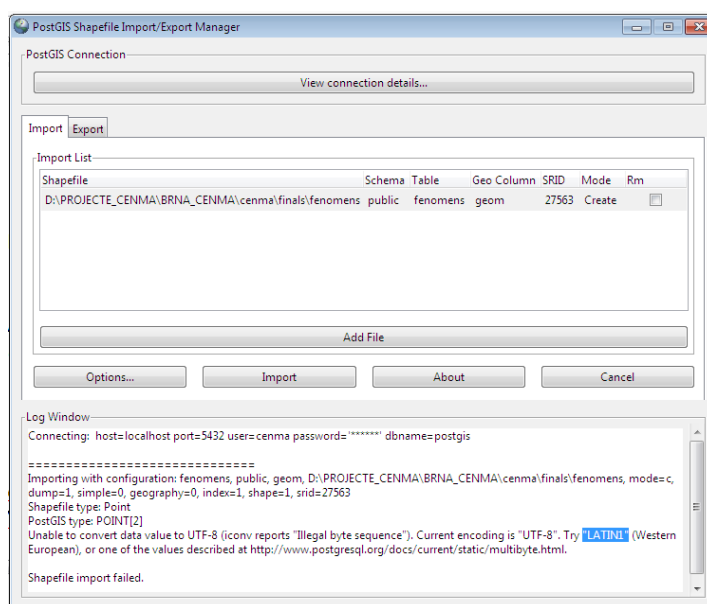 PostGIS Shapefile Import/Export Manager
PostGIS Connection
View connection details...
Import Export
Import List
Shapefile Schema Table Geo Column SRID Mode Rm
D:\PROJECTE_CENMA\BRNA_CENMA\cenma\finals\fenomens public fenomens geom 27563 Create
Add File
Options... Import About Cancel
Log Window
Connecting: host=localhost port=5432 user=cenma password='******' dbname=postgis
==============================
Importing with configuration: fenomens, public, geom, D:\PROJECTE_CENMA\BRNA_CENMA\cenma\finals\fenomens, mode=c,
dump=1, simple=0, geography=0, index=1, shape=1, srid=27563
Shapefile type: Point
PostGIS type: POINT[2]
Unable to convert data value to UTF-8 (iconv reports "Illegal byte sequence"). Current encoding is "UTF-8". Try "LATIN1" (Western
European), or one of the values described at http://www.postgresql.org/docs/current/static/multibyte.html.
Shapefile import failed.